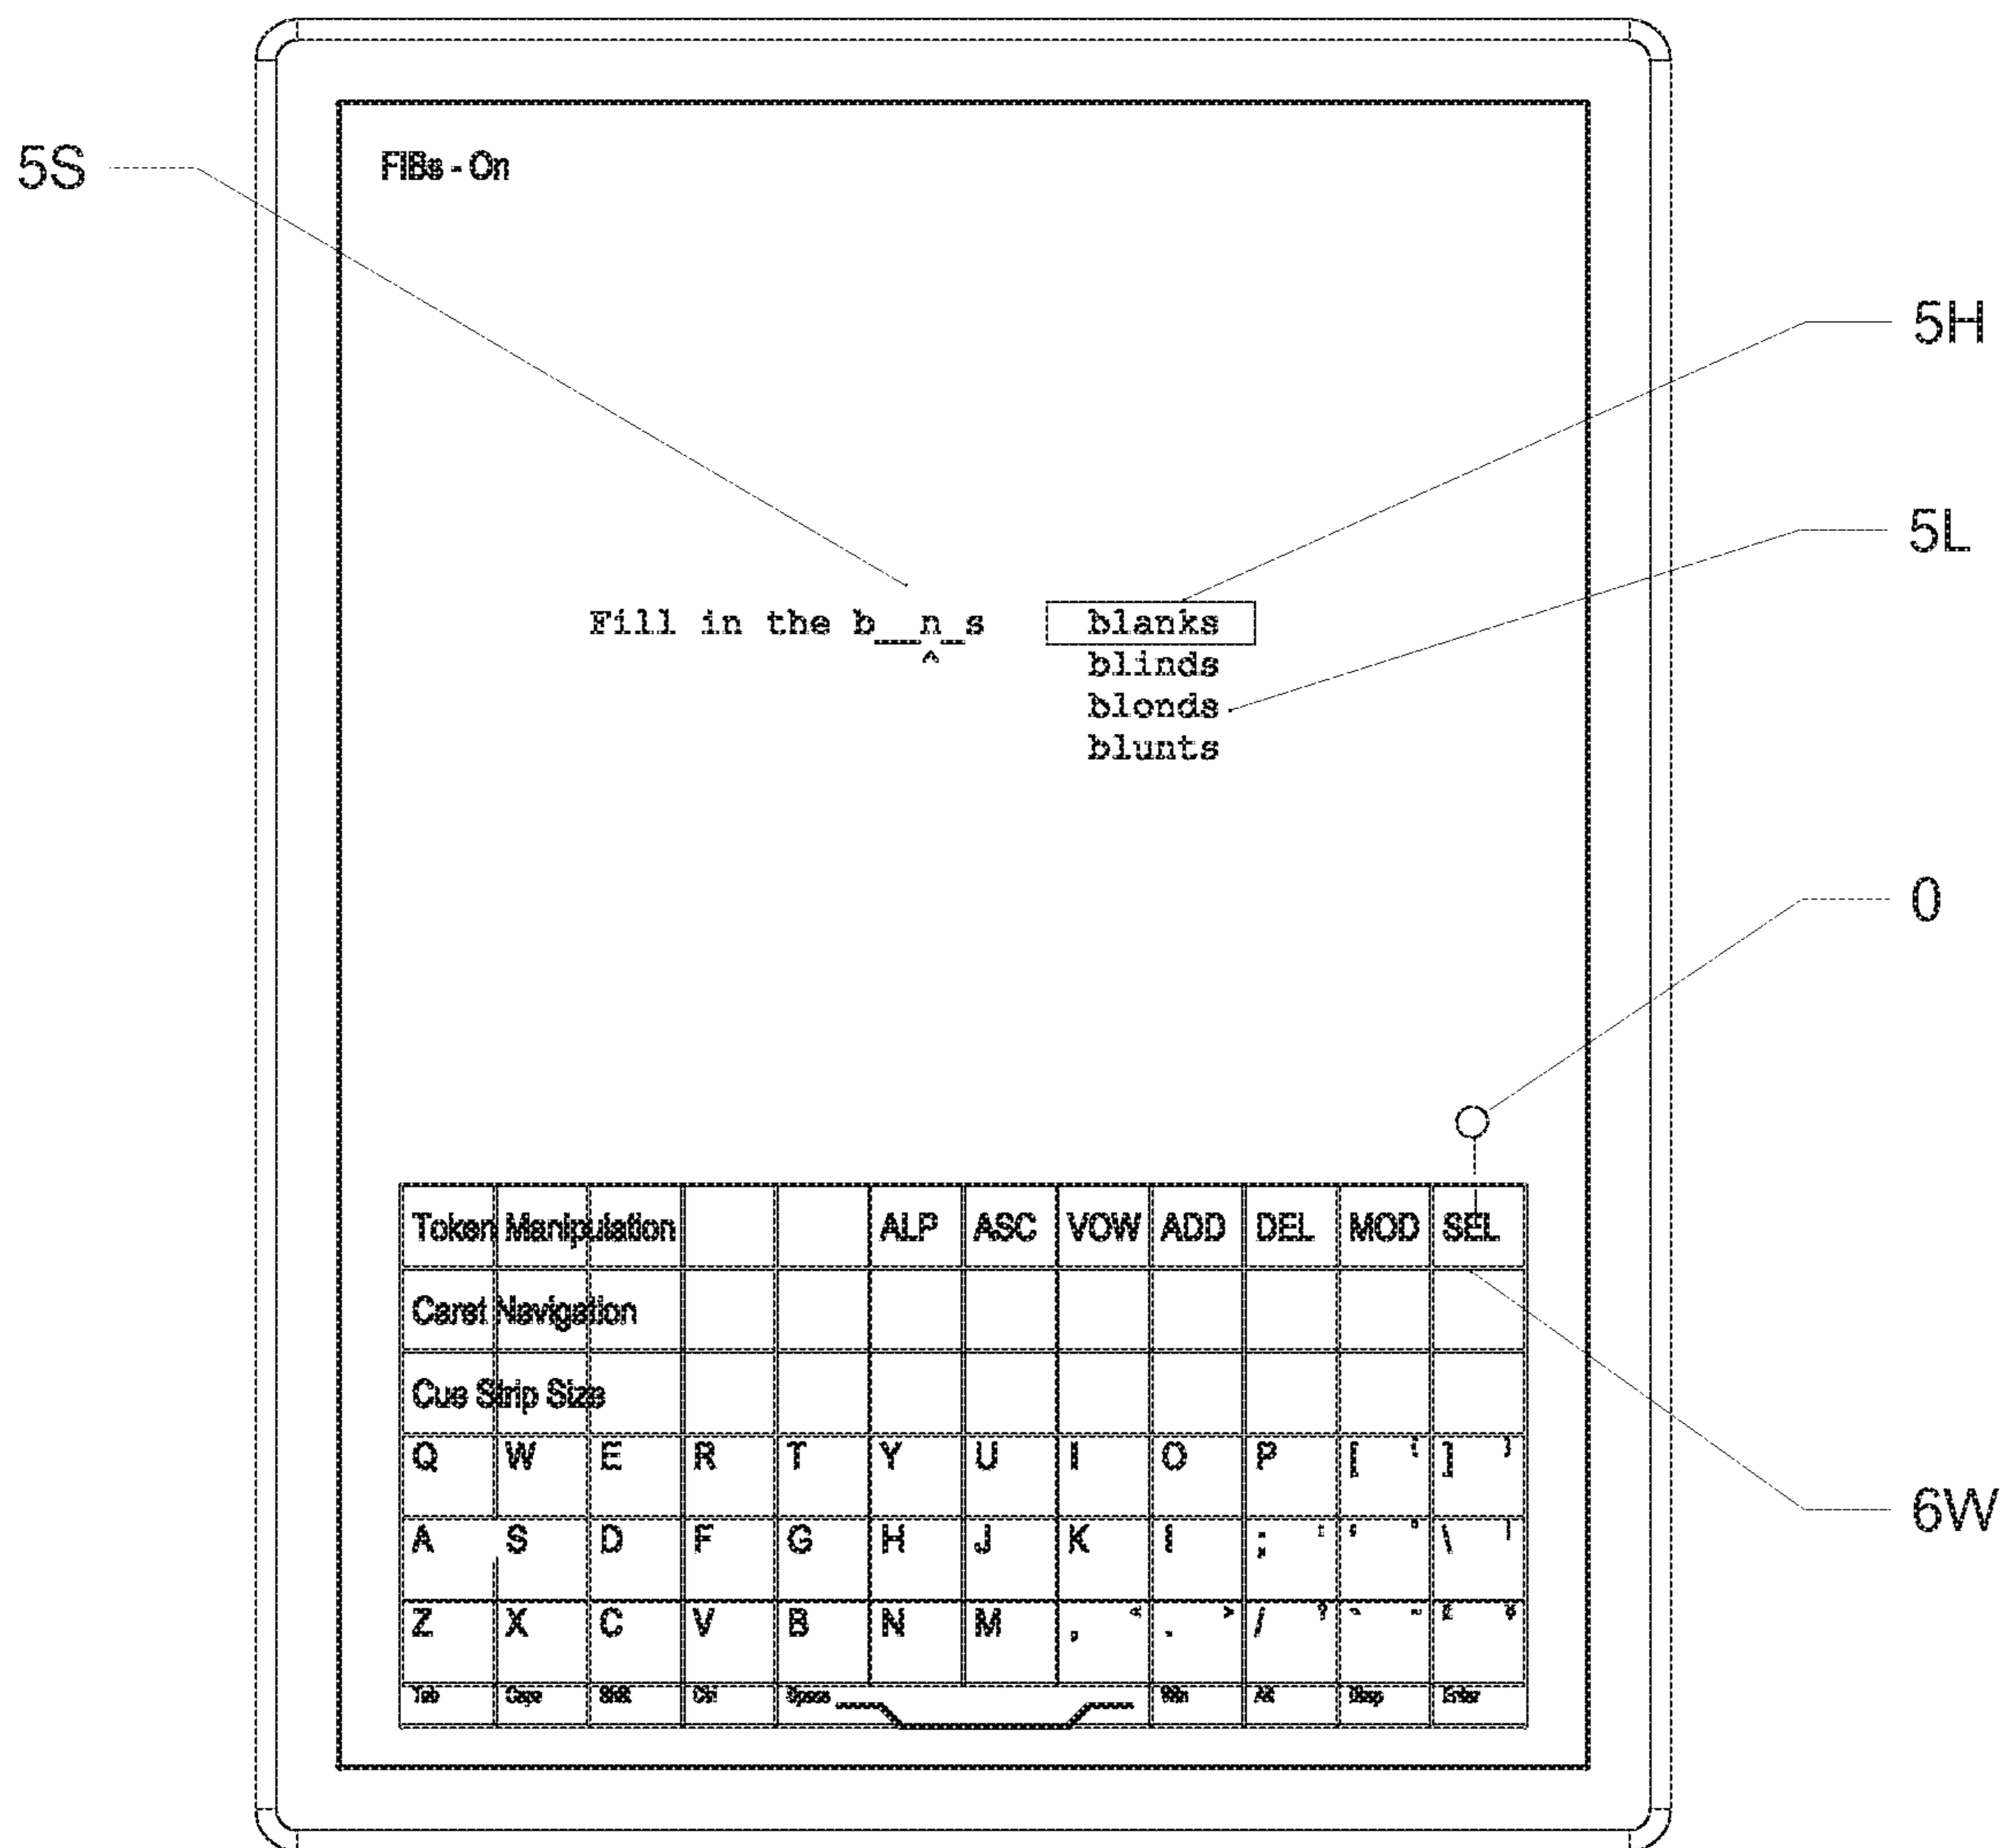 5S
FIBs - On
5H
5L
Fill in the b__n_s blanks
^
blinds
blonds
blunts
0
Token Manipulation ALP ASC VOW ADD DEL MOD SEL
Caret Navigation
Cue Strip Size
Q W E R T Y U I O P [ { ] }
6W
A S D F G H J K l ; : ' " \ |
Z X C V B N M , < . > / ?
Tab Caps Shift Ctrl Space Win Alt Disp Enter